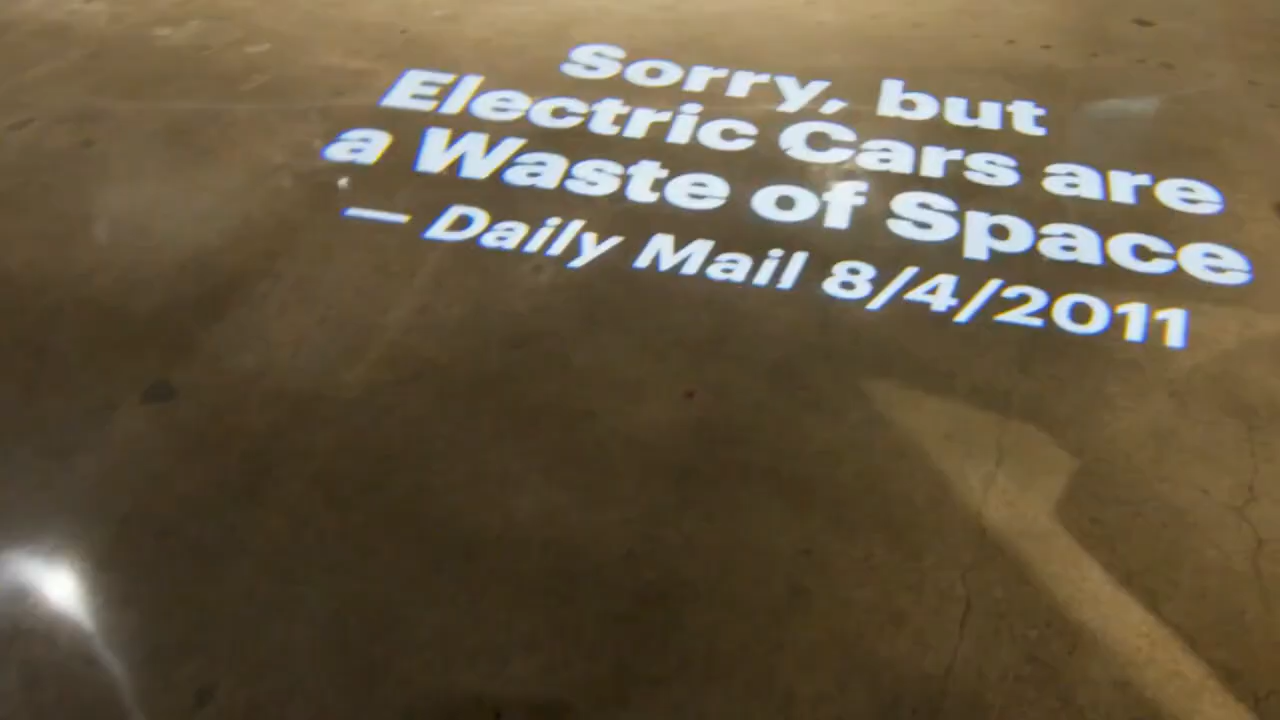 Sorry, but
Electric Cars are
a Waste of Space
— Daily Mail 8/4/2011